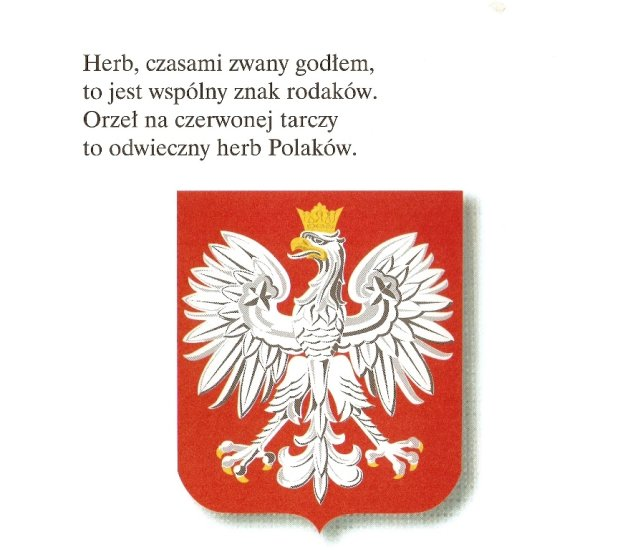 Herb, czasami zwany godłem,
to jest wspólny znak rodaków.
Orzeł na czerwonej tarczy
to odwieczny herb Polaków.